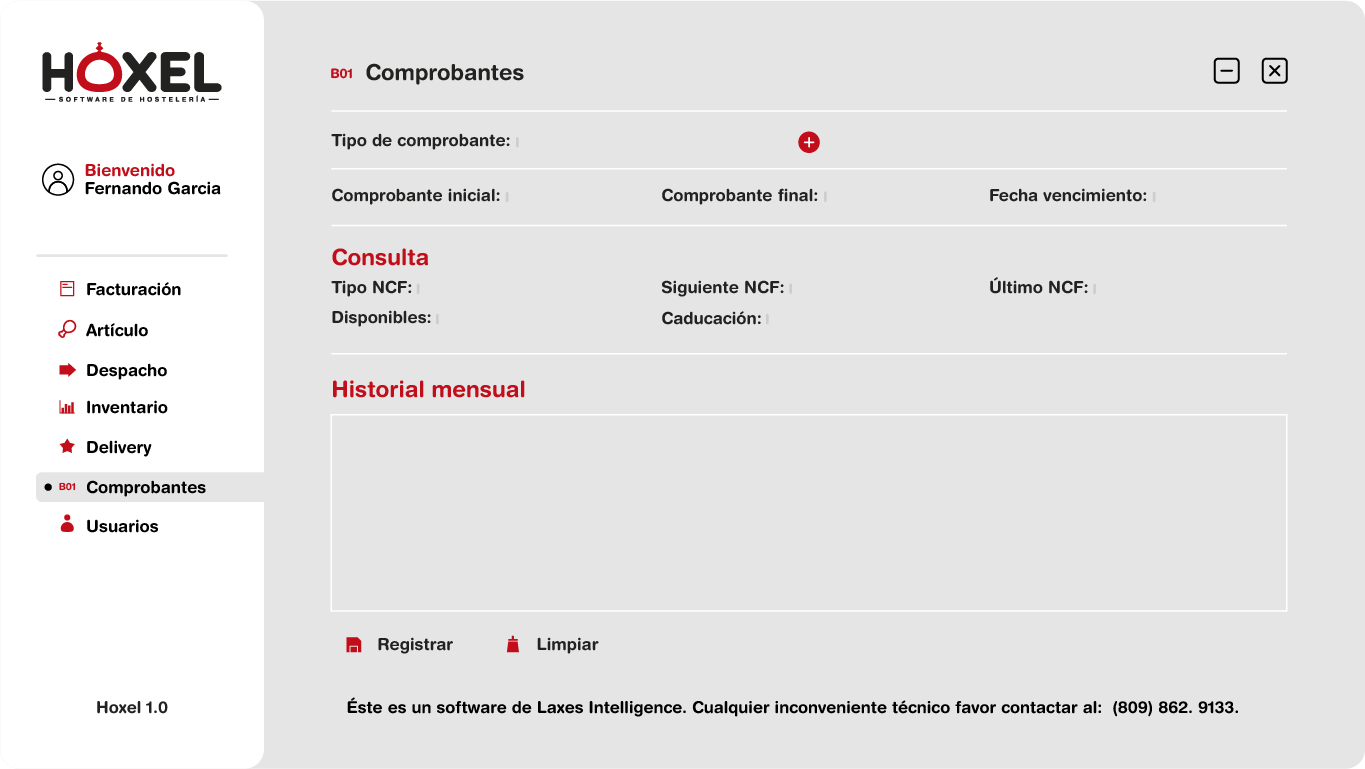 HOXEL
SOFTWARE DE HOSTELERÍA
Bienvenido
Fernando Garcia
Facturación
Artículo
Despacho
Inventario
Delivery
B01 Comprobantes
Usuarios
Hoxel 1.0
B01 Comprobantes
Tipo de comprobante:
Comprobante inicial: Comprobante final: Fecha vencimiento:
Consulta
Tipo NCF: Siguiente NCF: Último NCF:
Disponibles: Caducación:
Historial mensual
Registrar Limpiar
Éste es un software de Laxes Intelligence. Cualquier inconveniente técnico favor contactar al: (809) 862. 9133.